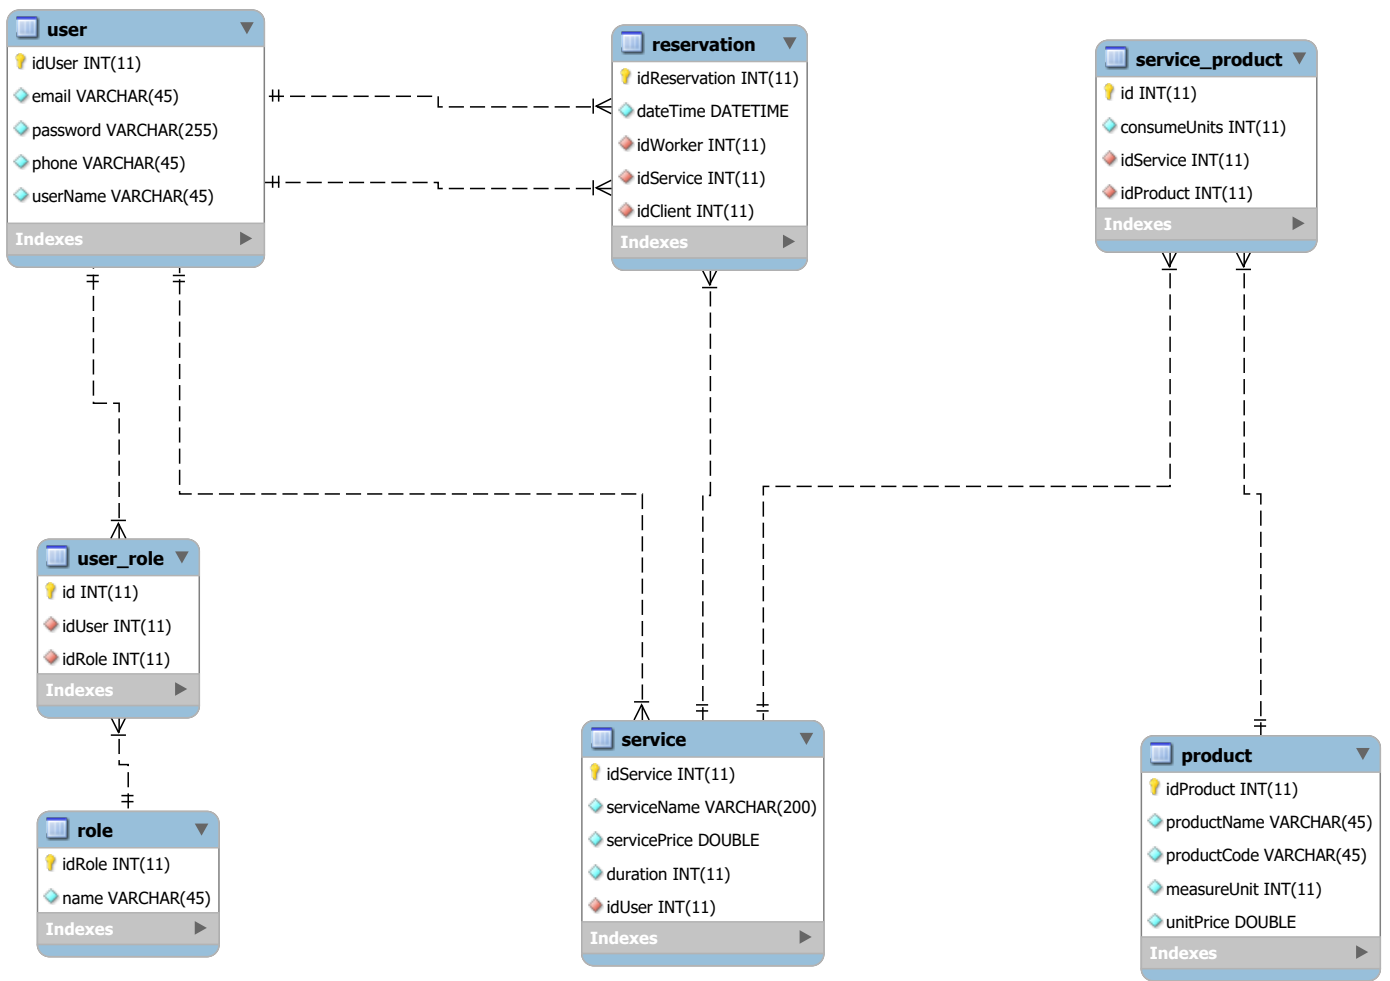 user
idUser INT(11)
email VARCHAR(45)
password VARCHAR(255)
phone VARCHAR(45)
userName VARCHAR(45)
Indexes
reservation
idReservation INT(11)
dateTime DATETIME
idWorker INT(11)
idService INT(11)
idClient INT(11)
Indexes
service_product
id INT(11)
consumeUnits INT(11)
idService INT(11)
idProduct INT(11)
Indexes
user_role
id INT(11)
idUser INT(11)
idRole INT(11)
Indexes
role
idRole INT(11)
name VARCHAR(45)
Indexes
service
idService INT(11)
serviceName VARCHAR(200)
servicePrice DOUBLE
duration INT(11)
idUser INT(11)
Indexes
product
idProduct INT(11)
productName VARCHAR(45)
productCode VARCHAR(45)
measureUnit INT(11)
unitPrice DOUBLE
Indexes